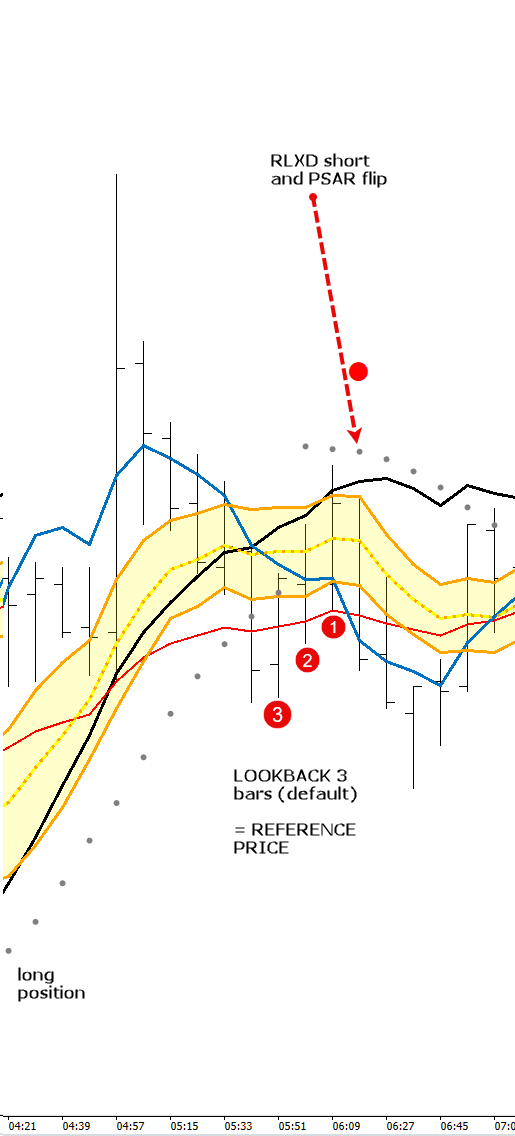 RLXD short
and PSAR flip
1
2
3
LOOKBACK 3
bars (default)
= REFERENCE
PRICE
long
position
04:21 04:39 04:57 05:15 05:33 05:51 06:09 06:27 06:45 07:0